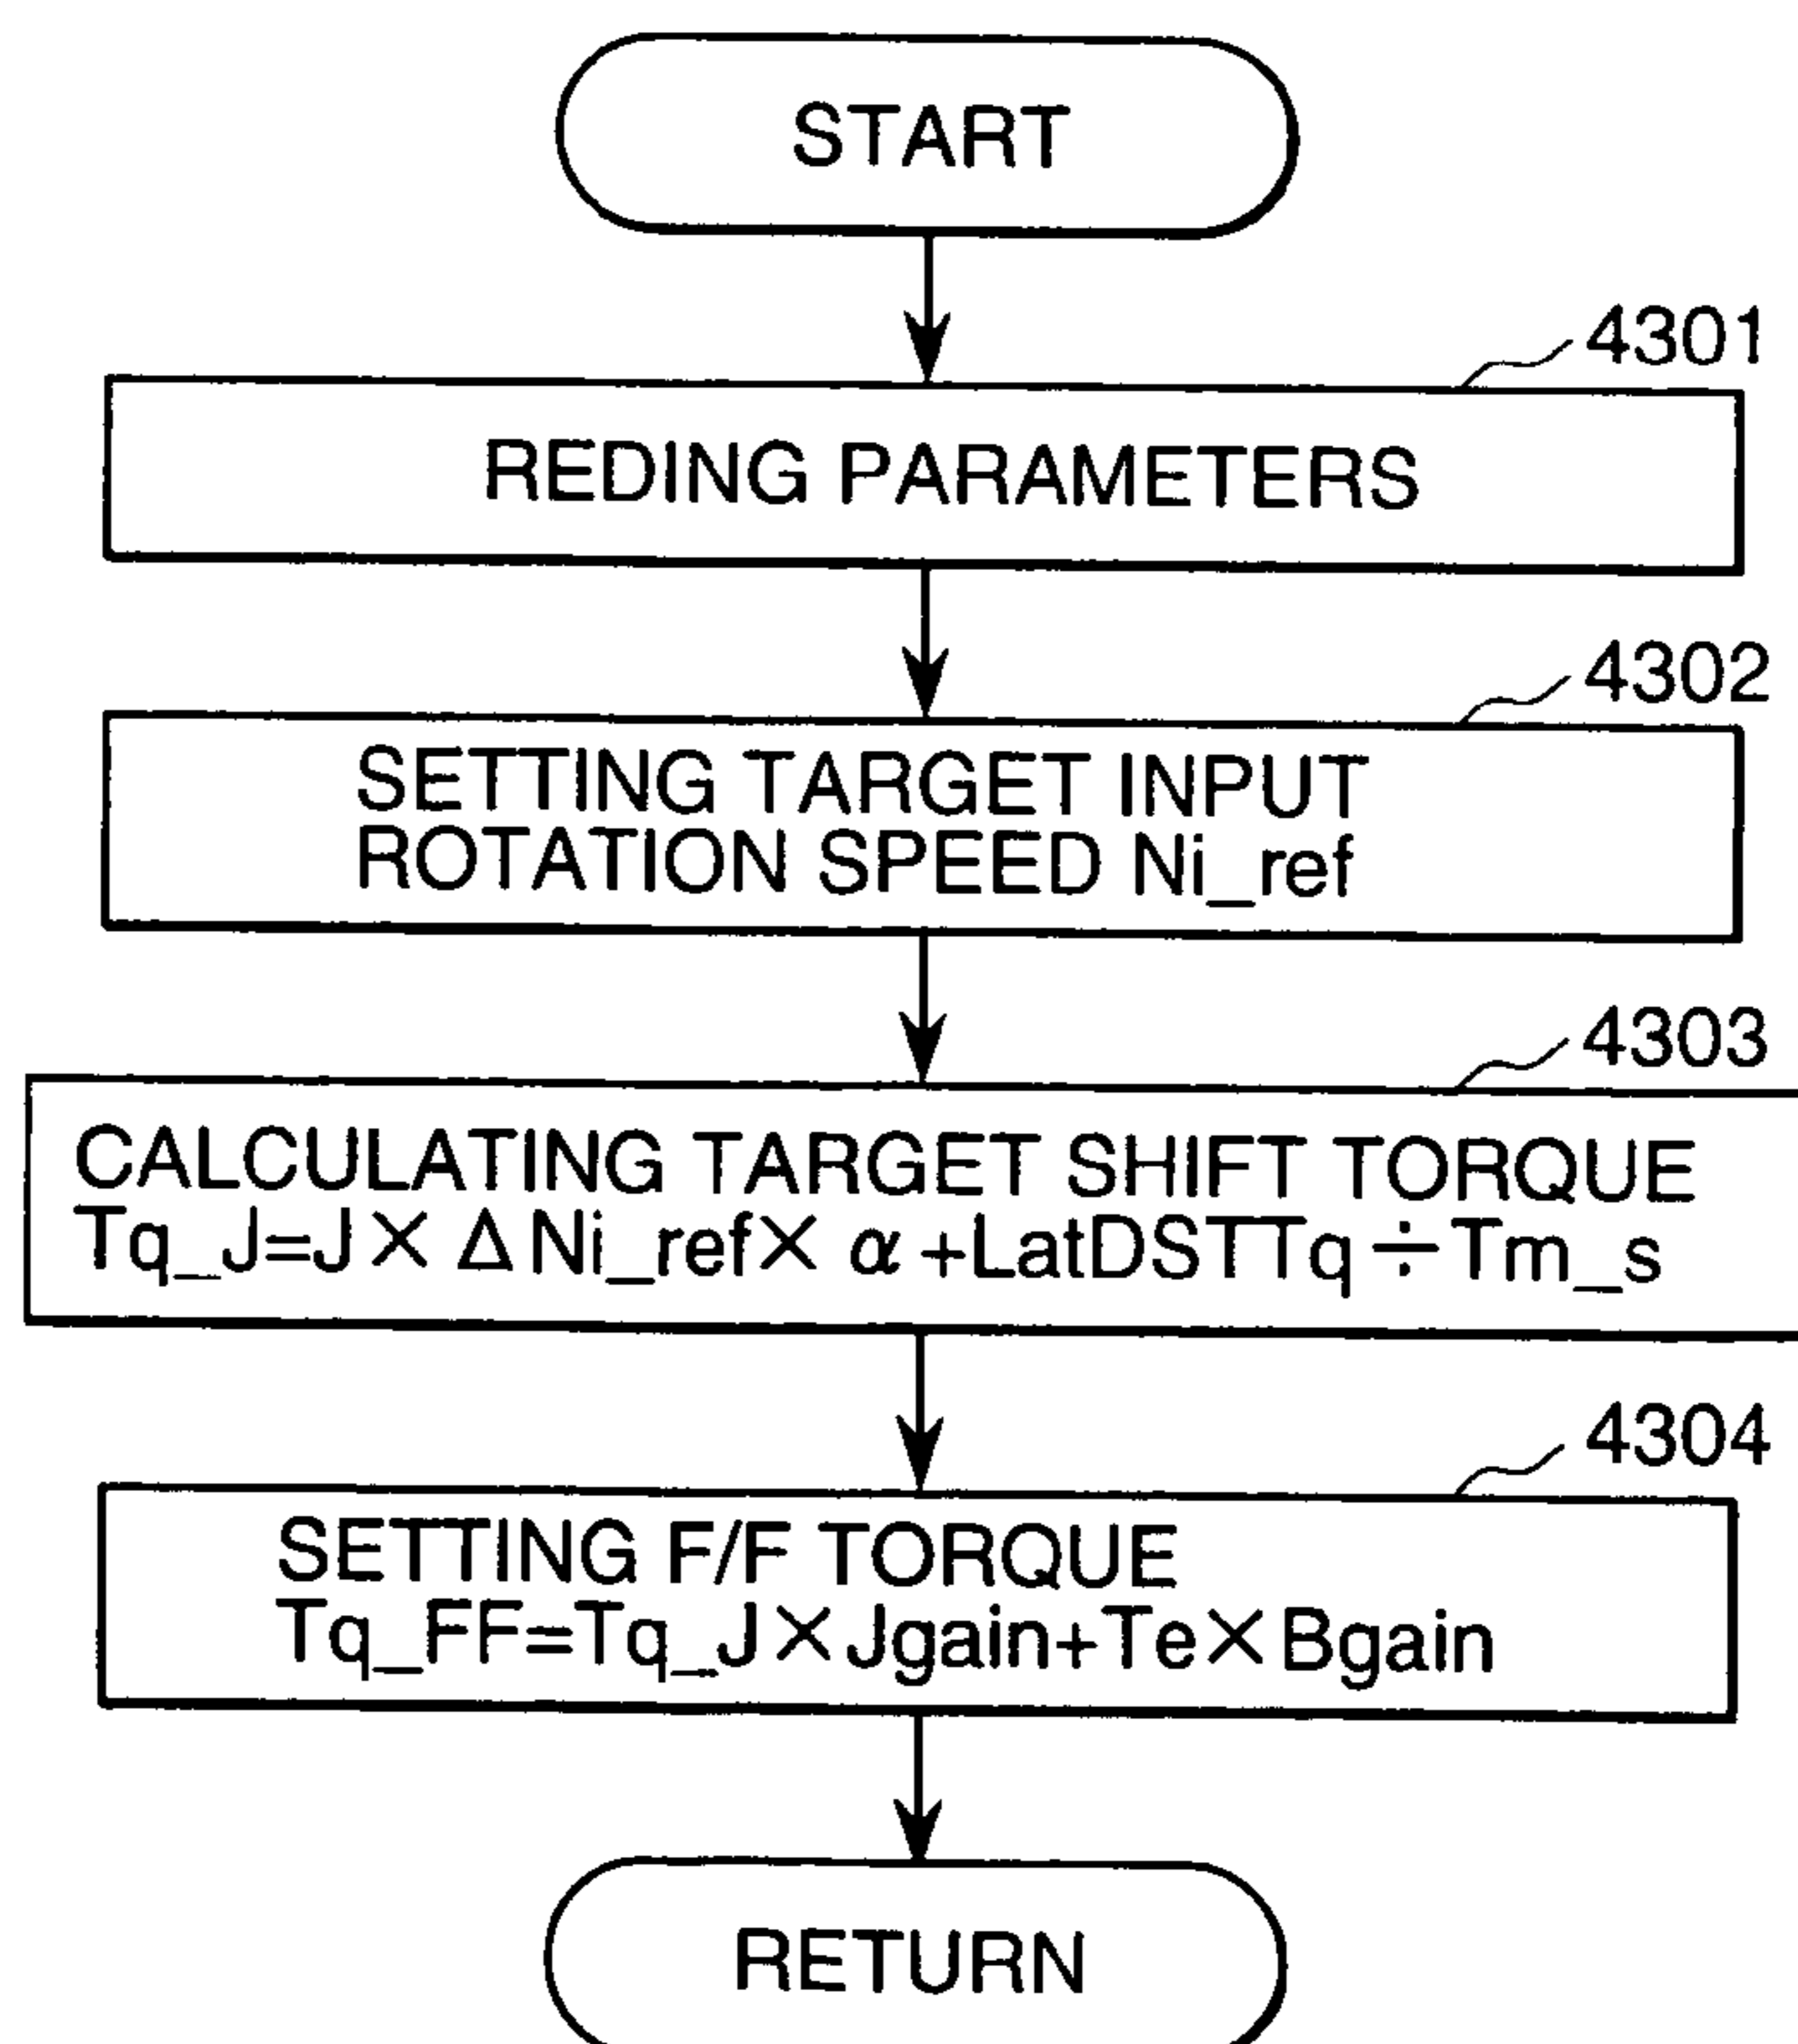 START
4301
REDING PARAMETERS
4302
SETTING TARGET INPUT
ROTATION SPEED Ni_ref
4303
CALCULATING TARGET SHIFT TORQUE
Tq_J=J×ΔNi_ref×α+LatDSTTq÷Tm_s
4304
SETTING F/F TORQUE
Tq_FF=Tq_J×Jgain+Te×Bgain
RETURN